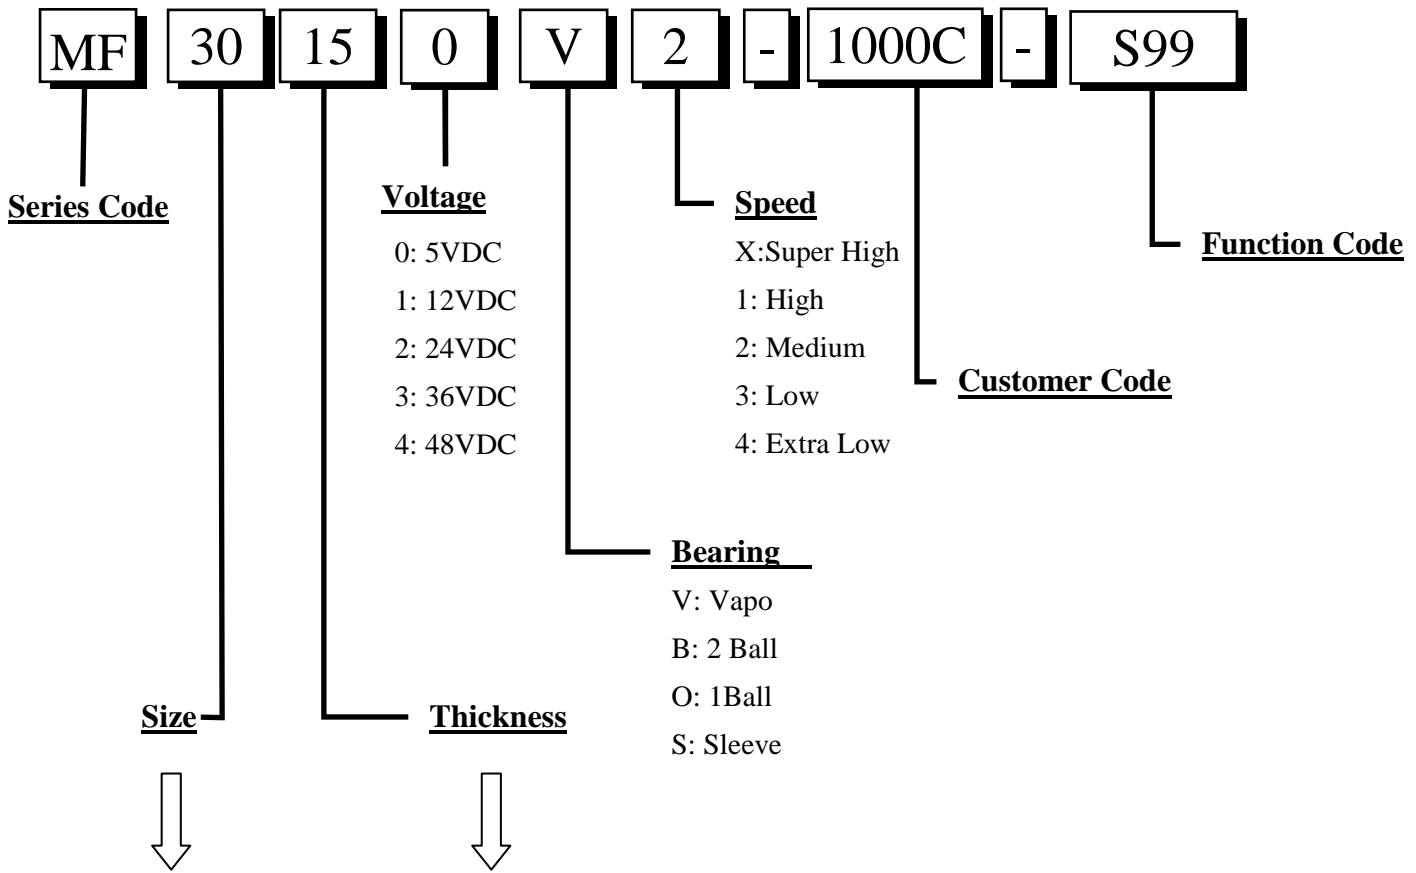 MF 30 15 0 V 2 - 1000C - S99
Series Code
Voltage
0: 5VDC
1: 12VDC
2: 24VDC
3: 36VDC
4: 48VDC
Speed
X:Super High
1: High
2: Medium
3: Low
4: Extra Low
Function Code
Customer Code
Bearing
V: Vapo
B: 2 Ball
O: 1Ball
S: Sleeve
Size
Thickness